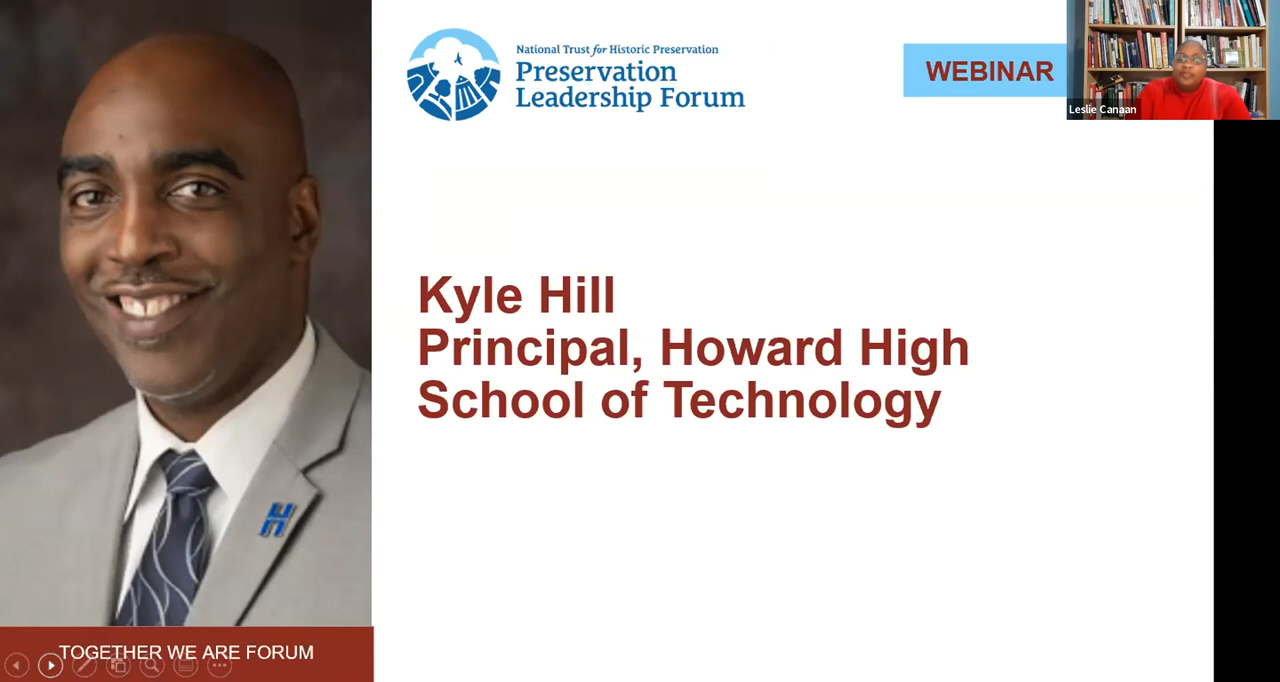 National Trust for Historic Preservation
Preservation
Leadership Forum
WEBINAR
Leslie Canaan
Kyle Hill
Principal, Howard High
School of Technology
TOGETHER WE ARE FORUM